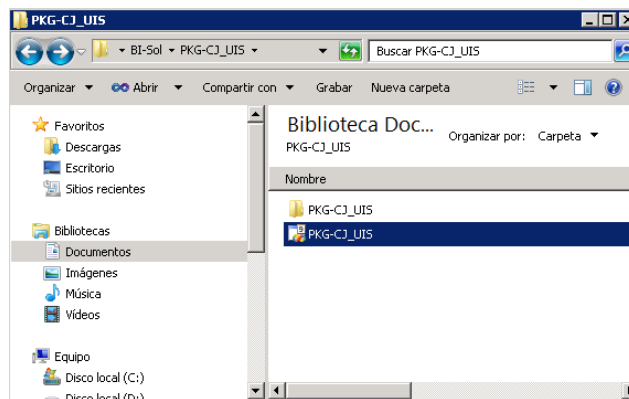 PKG-CJ_UIS
BI-Sol PKG-CJ_UIS
Buscar PKG-CJ_UIS
Organizar Abrir Compartir con Grabar Nueva carpeta
Favoritos
Descargas
Escritorio
Sitios recientes
Bibliotecas
Documentos
Imágenes
Música
Vídeos
Equipo
Disco local (C:)
Disco local (D:)
Biblioteca Doc...
PKG-CJ_UIS
Organizar por: Carpeta
Nombre
PKG-CJ_UIS
PKG-CJ_UIS